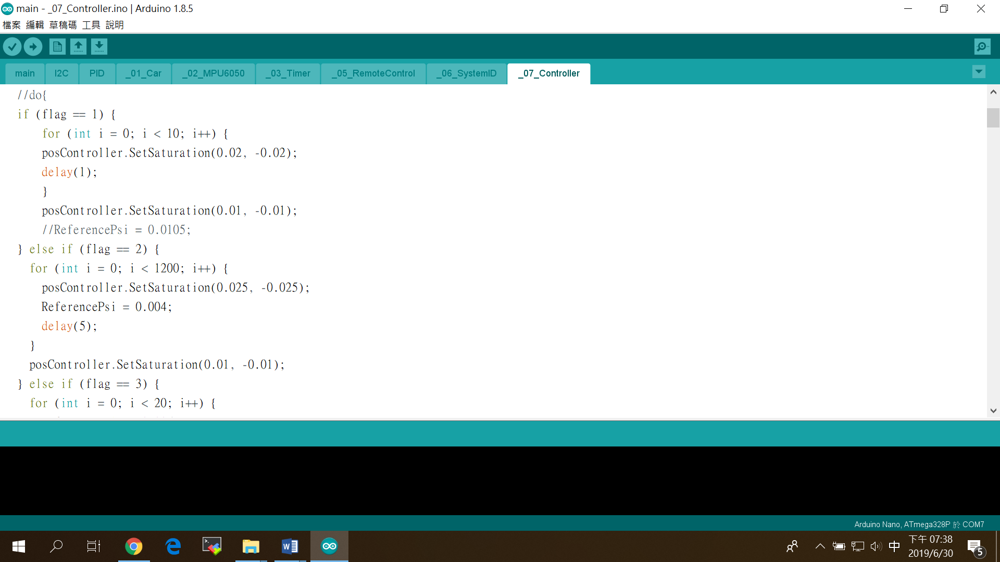 main - _07_Controller.ino | Arduino 1.8.5
檔案 編輯 草稿碼 工具 說明
main I2C PID _01_Car _02_MPU6050 _03_Timer _05_RemoteControl _06_SystemID _07_Controller
//do{
if (flag == 1) {
for (int i = 0; i < 10; i++) {
posController.SetSaturation(0.02, -0.02);
delay(1);
}
posController.SetSaturation(0.01, -0.01);
//ReferencePsi = 0.0105;
} else if (flag == 2) {
for (int i = 0; i < 1200; i++) {
posController.SetSaturation(0.025, -0.025);
ReferencePsi = 0.004;
delay(5);
}
posController.SetSaturation(0.01, -0.01);
} else if (flag == 3) {
for (int i = 0; i < 20; i++) {
Arduino Nano, ATmega328P 於 COM7
中
下午 07:38
2019/6/30
5